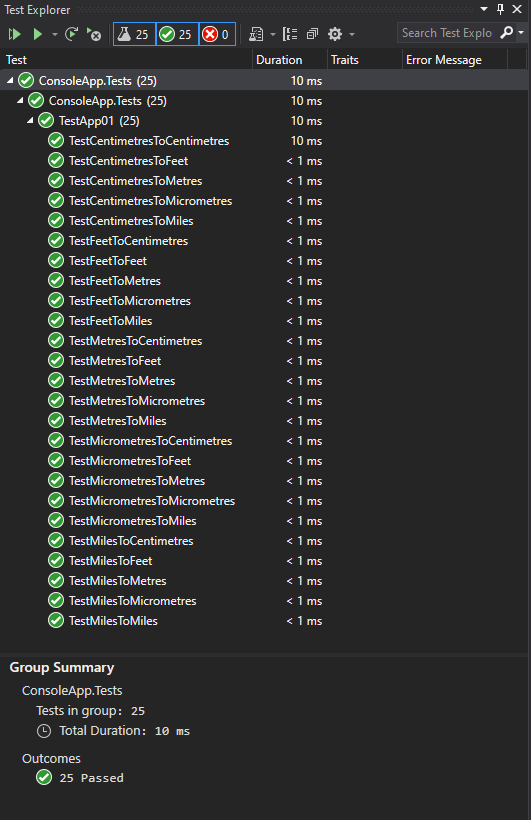 Test Explorer
25 25 0 Search Test Explo
Test Duration Traits Error Message
ConsoleApp.Tests (25) 10 ms
ConsoleApp.Tests (25) 10 ms
TestApp01 (25) 10 ms
TestCentimetresToCentimetres 10 ms
TestCentimetresToFeet < 1 ms
TestCentimetresToMetres < 1 ms
TestCentimetresToMicrometres < 1 ms
TestCentimetresToMiles < 1 ms
TestFeetToCentimetres < 1 ms
TestFeetToFeet < 1 ms
TestFeetToMetres < 1 ms
TestFeetToMicrometres < 1 ms
TestFeetToMiles < 1 ms
TestMetresToCentimetres < 1 ms
TestMetresToFeet < 1 ms
TestMetresToMetres < 1 ms
TestMetresToMicrometres < 1 ms
TestMetresToMiles < 1 ms
TestMicrometresToCentimetres < 1 ms
TestMicrometresToFeet < 1 ms
TestMicrometresToMetres < 1 ms
TestMicrometresToMicrometres < 1 ms
TestMicrometresToMiles < 1 ms
TestMilesToCentimetres < 1 ms
TestMilesToFeet < 1 ms
TestMilesToMetres < 1 ms
TestMilesToMicrometres < 1 ms
TestMilesToMiles < 1 ms
Group Summary
ConsoleApp.Tests
Tests in group: 25
Total Duration: 10 ms
Outcomes
25 Passed